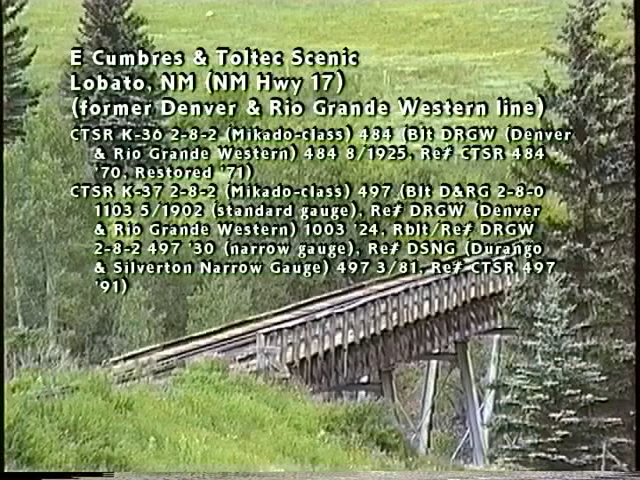 E Cumbres & Toltec Scenic
Lobato, NM (NM Hwy 17)
(former Denver & Rio Grande Western line)
CTSR K-36 2-8-2 (Mikado-class) 484 (Blt DRGW (Denver
& Rio Grande Western) 484 8/1925, Re# CTSR 484
'70, Restored '71)
CTSR K-37 2-8-2 (Mikado-class) 497 (Blt D&RG 2-8-0
1103 5/1902 (standard gauge), Re# DRGW (Denver
& Rio Grande Western) 1003 '24, Rblt/Re# DRGW
2-8-2 497 '30 (narrow gauge), Re# DSNG (Durango
& Silverton Narrow Gauge) 497 3/81, Re# CTSR 497
'91)